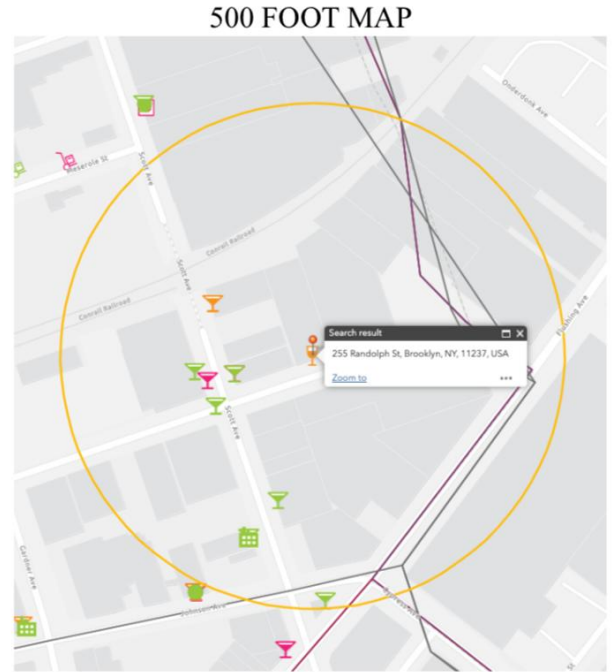 500 FOOT MAP
Onderdonk Ave
Meserole St
Scott Ave
Conrail Railroad
Scott Ave
Conrail Railroad
Flushing Ave
Search result
255 Randolph St, Brooklyn, NY, 11237, USA
Zoom to
•••
Scott Ave
Gardner Ave
Johnson Ave
St